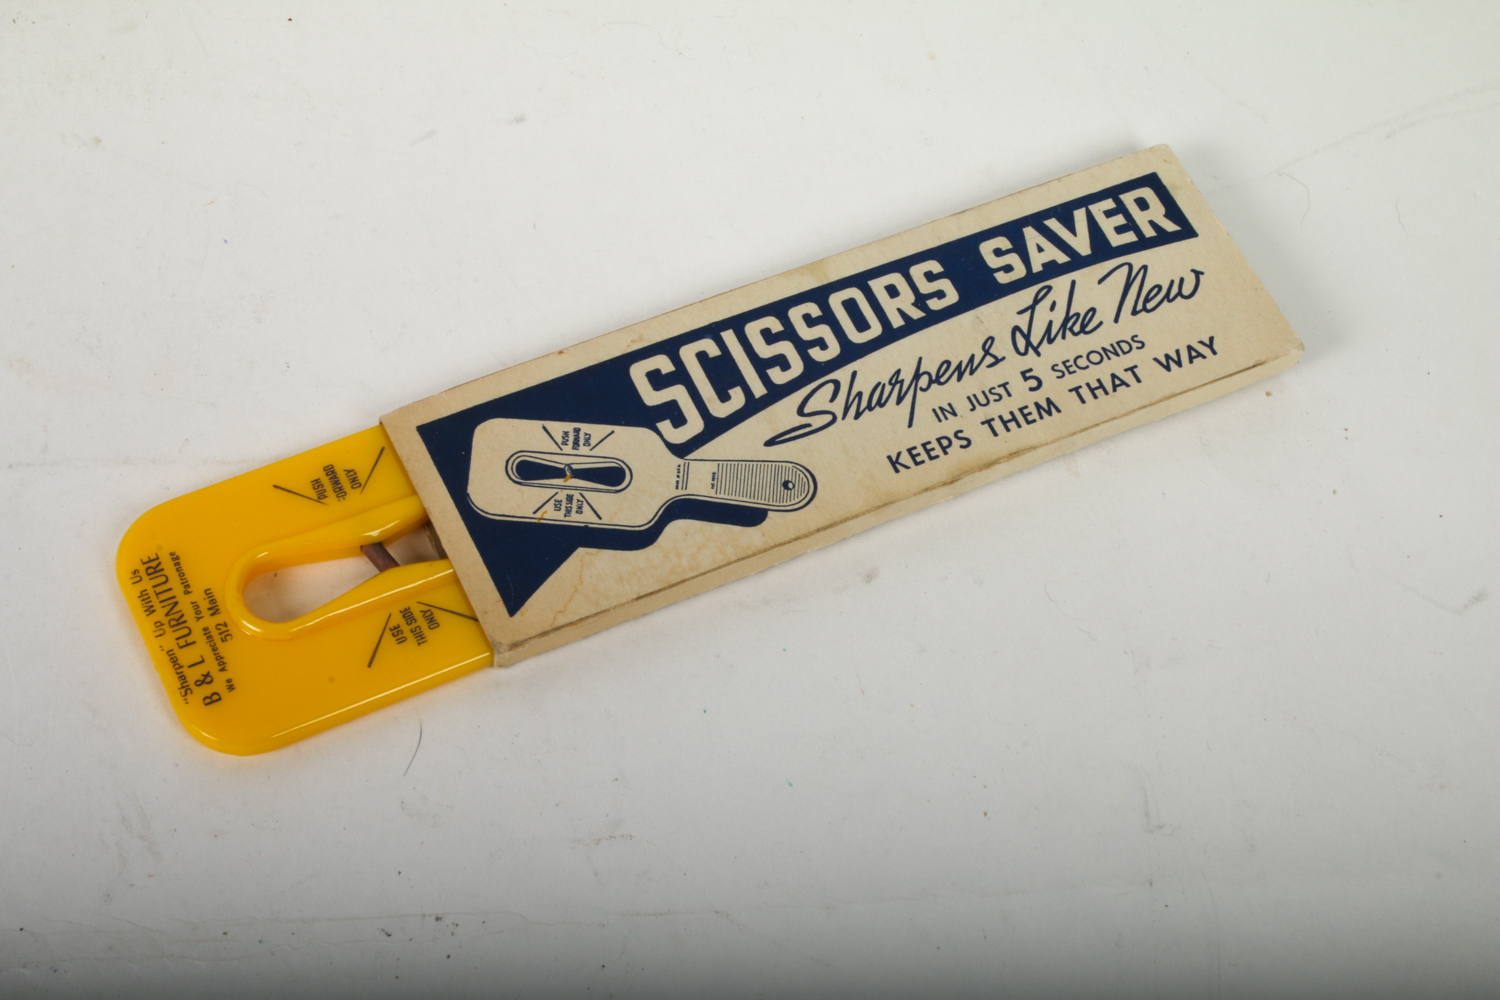 SCISSORS SAVER
Sharpens Like New
IN JUST 5 SECONDS
KEEPS THEM THAT WAY
PUSH
FORWARD
ONLY
USE
THIS SIDE
ONLY
PUSH
FORWARD
ONLY
USE
THIS SIDE
ONLY
"Sharpen" Up With Us
B & L FURNITURE
512 Main
We Appreciate Your Patronage